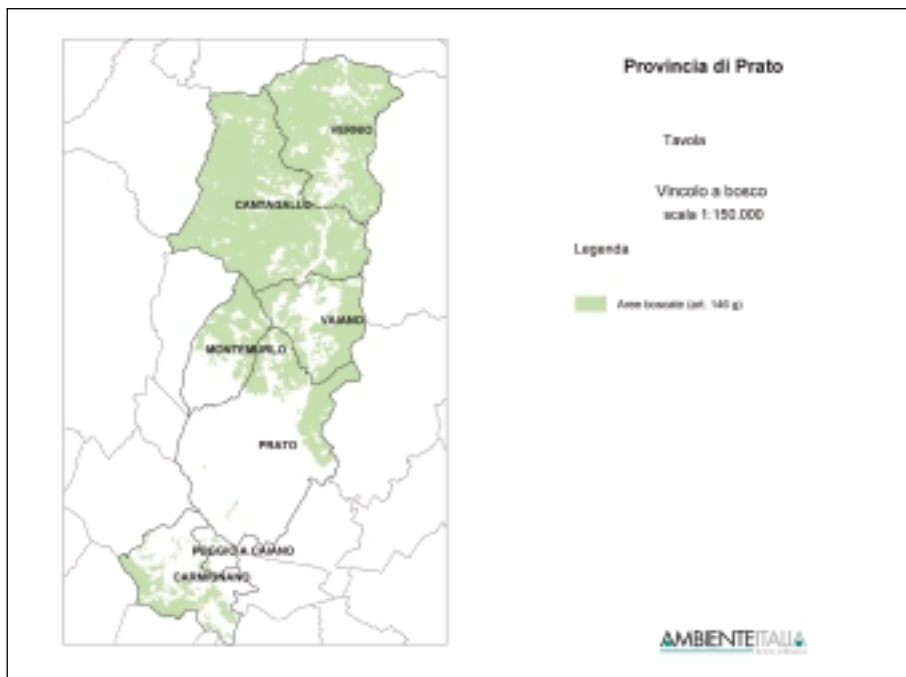 Provincia di Prato
Tavola
Vincolo a bosco
scala 1:150.000
Legenda
Aree boscate (art. 146 g)
VERNIO
CANTAGALLO
VAIANO
MONTEMURLO
PRATO
POGGIO A CAIANO
CARMIGNANO
AMBIENTEITALIA